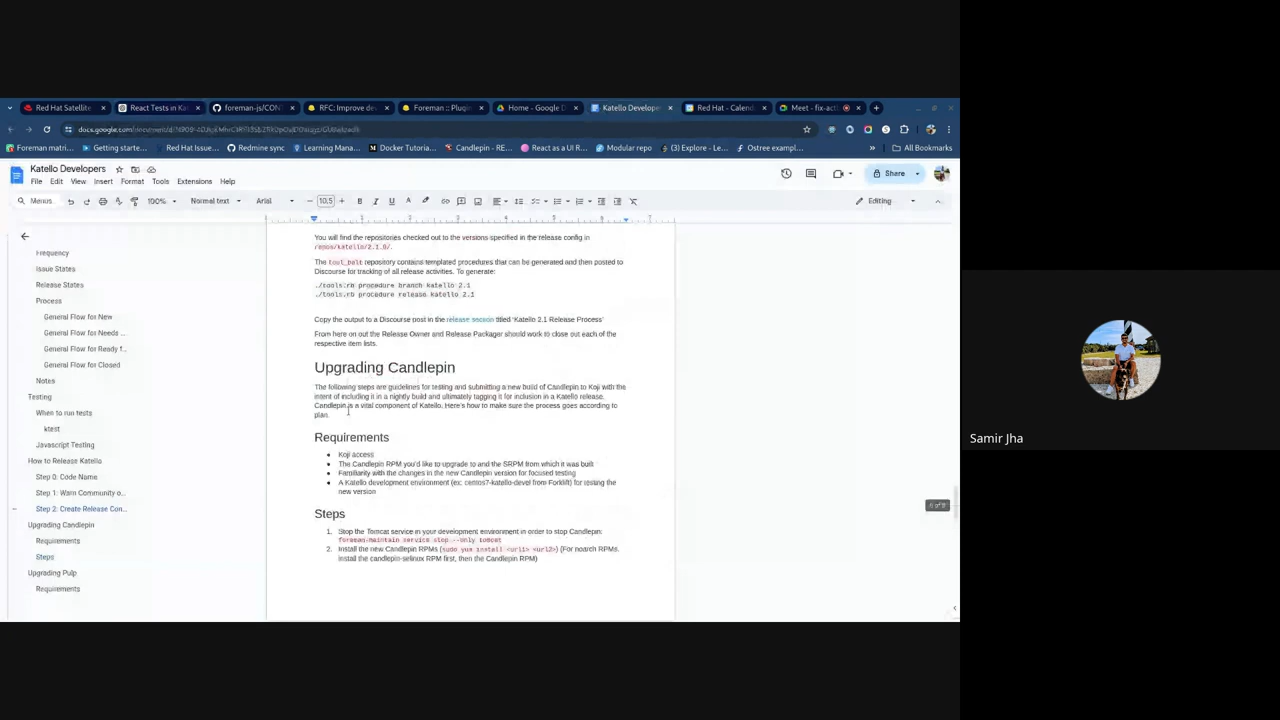 Red Hat Satellite
React Tests in Kat
foreman-js/CON
RFC: Improve de
Foreman :: Plugin
Home - Google D
Katello Develope
Red Hat - Calend
Meet - fix-act
docs.google.com
Foreman matri...
Getting starte...
Red Hat Issue...
Redmine sync
Learning Mana...
Docker Tutoria...
Candlepin - RE...
React as a UI R...
Modular repo
(3) Explore - Le...
Ostree exampl...
»
All Bookmarks
Katello Developers
File Edit View Insert Format Tools Extensions Help
Share
Menus
100%
Normal text
Arial
10.5
B I U A
Editing
1 2 3 4 5 6 7
Frequency
Issue States
Release States
Process
General Flow for New
General Flow for Needs ...
General Flow for Ready f...
General Flow for Closed
Notes
Testing
When to run tests
ktest
Javascript Testing
How to Release Katello
Step 0: Code Name
Step 1: Warn Community o...
Step 2: Create Release Con...
Upgrading Candlepin
Requirements
Steps
Upgrading Pulp
Requirements
You will find the repositories checked out to the versions specified in the release config in
repos/katello/2.1.0/.
The tool_belt repository contains templated procedures that can be generated and then posted to
Discourse for tracking of all release activities. To generate:
./tools.rb procedure branch katello 2.1
./tools.rb procedure release katello 2.1
Copy the output to a Discourse post in the release section titled 'Katello 2.1 Release Process'
From here on out the Release Owner and Release Packager should work to close out each of the
respective item lists.
Upgrading Candlepin
The following steps are guidelines for testing and submitting a new build of Candlepin to Koji with the
intent of including it in a nightly build and ultimately tagging it for inclusion in a Katello release.
Candlepin is a vital component of Katello. Here's how to make sure the process goes according to
plan.
Requirements
● Koji access
● The Candlepin RPM you'd like to upgrade to and the SRPM from which it was built
● Familiarity with the changes in the new Candlepin version for focused testing
● A Katello development environment (ex: centos7-katello-devel from Forklift) for testing the
new version
Steps
1. Stop the Tomcat service in your development environment in order to stop Candlepin:
foreman-maintain service stop --only tomcat
2. Install the new Candlepin RPMs (sudo yum install <url1> <url2>) (For noarch RPMs.
Install the candlepin-selinux RPM first, then the Candlepin RPM)
Samir Jha